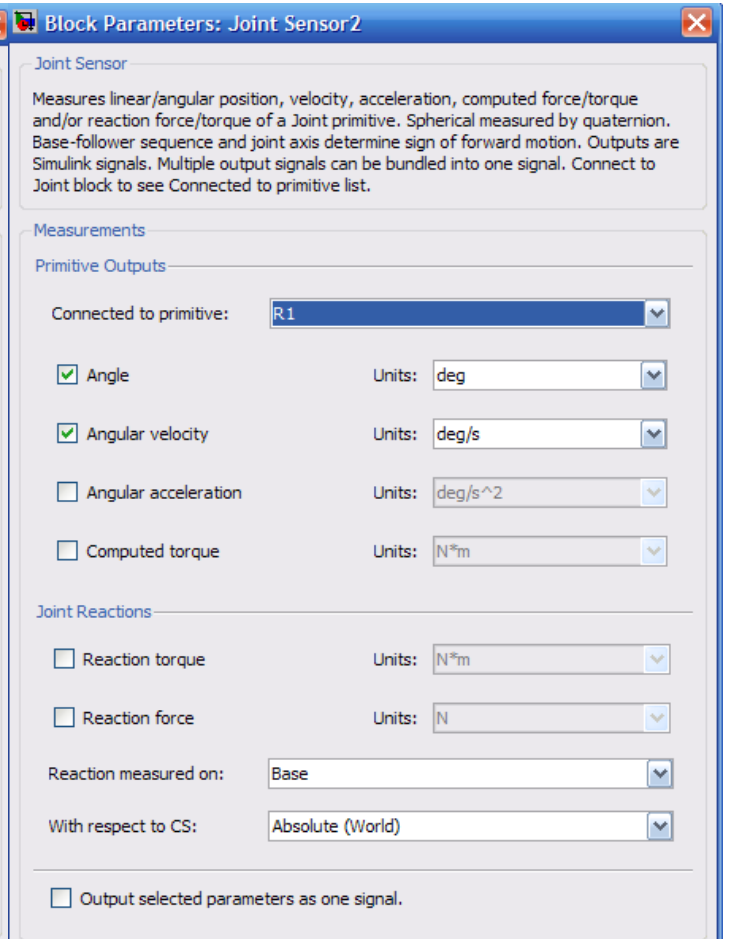 Block Parameters: Joint Sensor2
Joint Sensor
Measures linear/angular position, velocity, acceleration, computed force/torque
and/or reaction force/torque of a Joint primitive. Spherical measured by quaternion.
Base-follower sequence and joint axis determine sign of forward motion. Outputs are
Simulink signals. Multiple output signals can be bundled into one signal. Connect to
Joint block to see Connected to primitive list.
Measurements
Primitive Outputs
Connected to primitive: R1
Angle Units: deg
Angular velocity Units: deg/s
Angular acceleration Units: deg/s^2
Computed torque Units: N*m
Joint Reactions
Reaction torque Units: N*m
Reaction force Units: N
Reaction measured on: Base
With respect to CS: Absolute (World)
Output selected parameters as one signal.